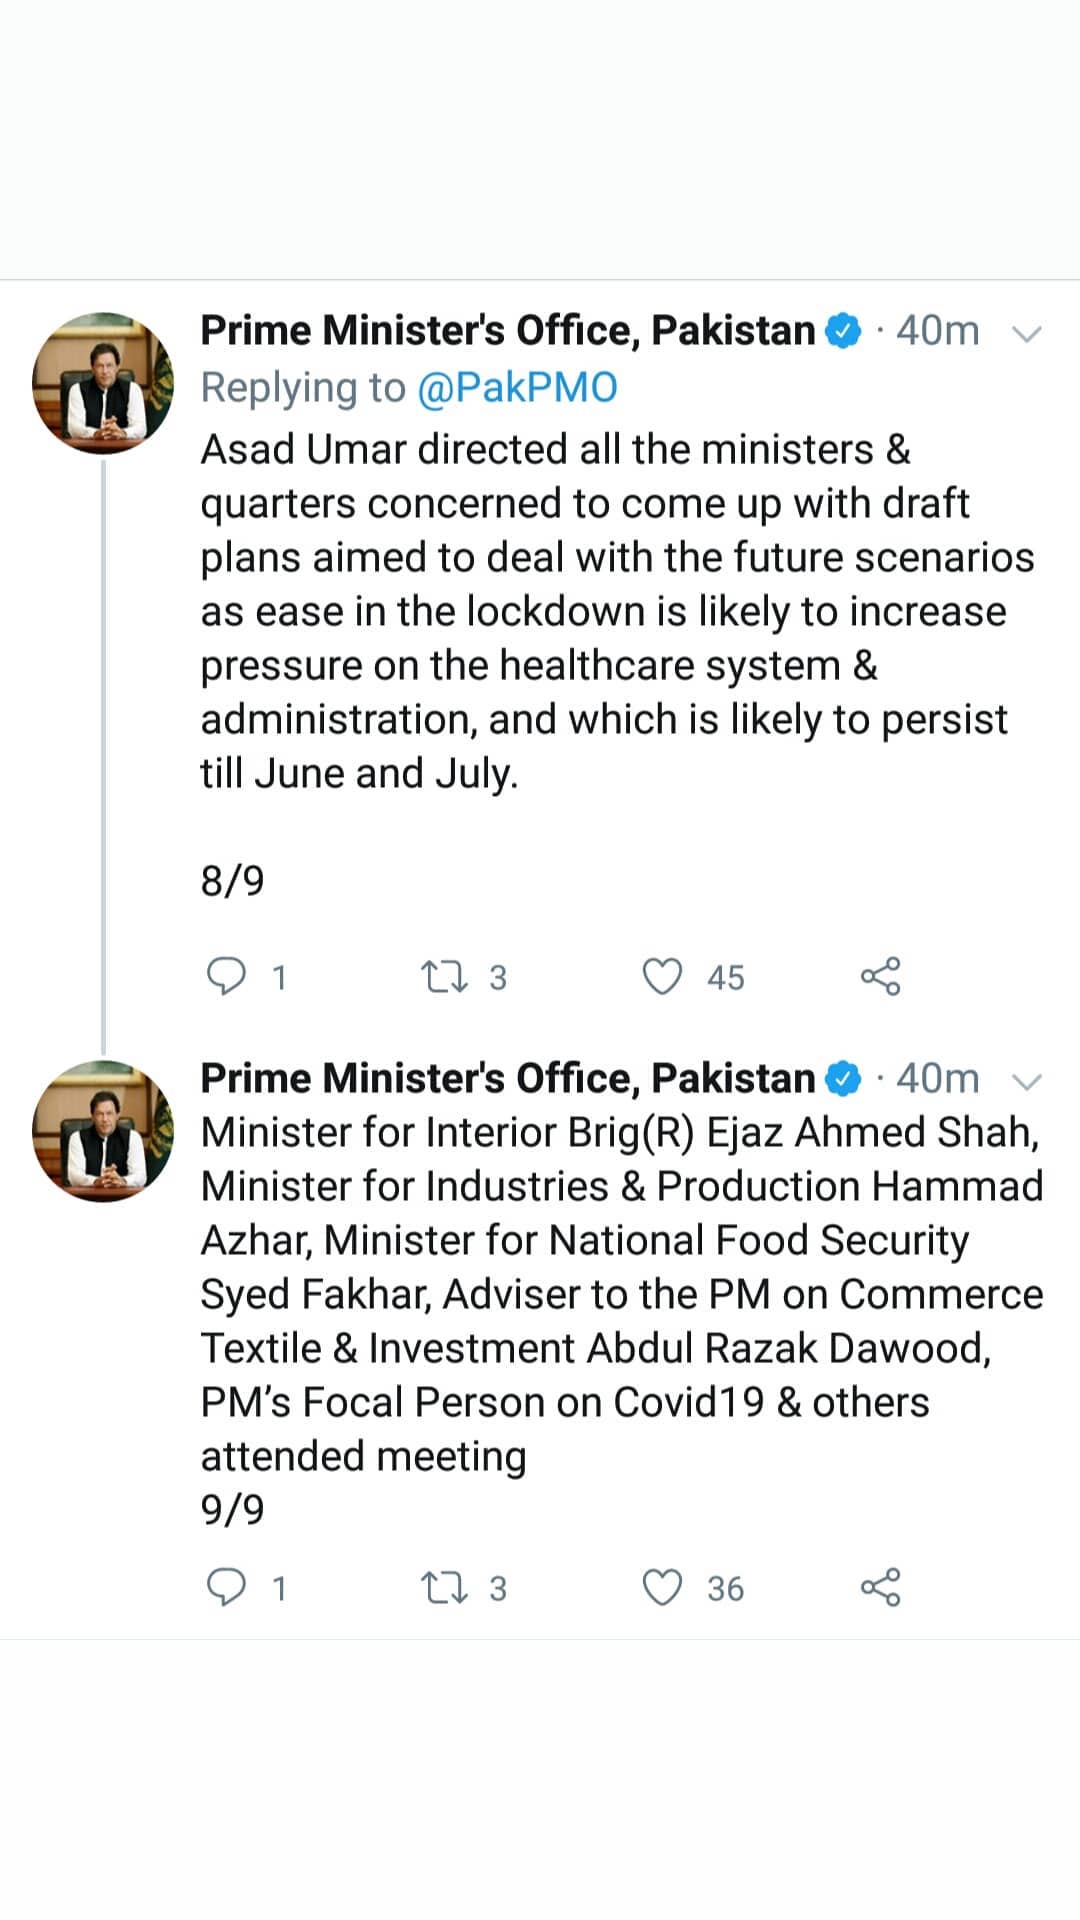 Prime Minister's Office, Pakistan · 40m
Replying to @PakPMO
Asad Umar directed all the ministers &
quarters concerned to come up with draft
plans aimed to deal with the future scenarios
as ease in the lockdown is likely to increase
pressure on the healthcare system &
administration, and which is likely to persist
till June and July.
8/9
1 3 45
Prime Minister's Office, Pakistan · 40m
Minister for Interior Brig(R) Ejaz Ahmed Shah,
Minister for Industries & Production Hammad
Azhar, Minister for National Food Security
Syed Fakhar, Adviser to the PM on Commerce
Textile & Investment Abdul Razak Dawood,
PM’s Focal Person on Covid19 & others
attended meeting
9/9
1 3 36